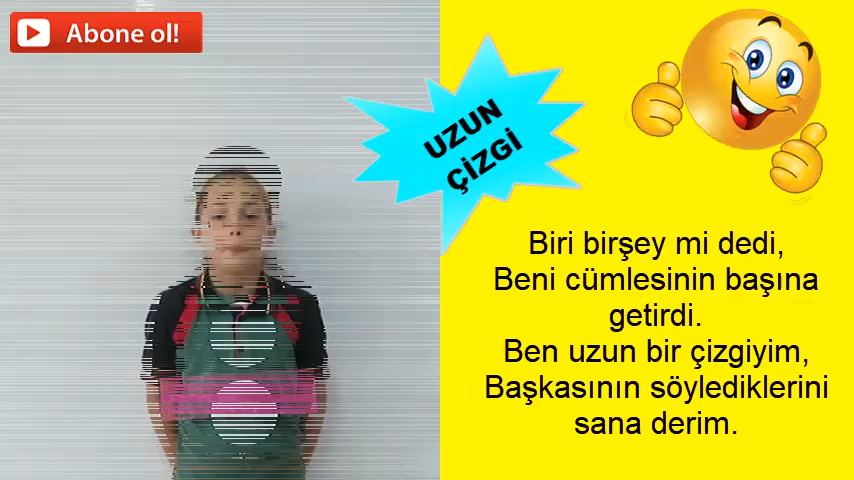 Abone ol!
UZUN
ÇİZGİ
Biri birşey mi dedi,
Beni cümlesinin başına
getirdi.
Ben uzun bir çizgiyim,
Başkasının söylediklerini
sana derim.